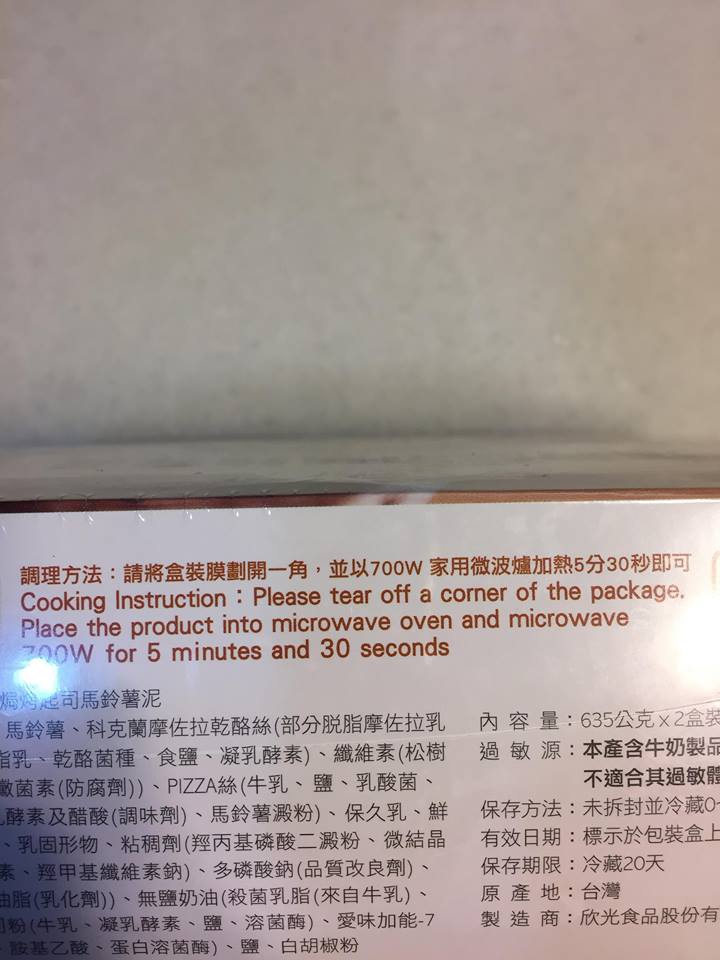 調理方法：請將盒裝膜劃開一角，並以700W 家用微波爐加熱5分30秒即可
Cooking Instruction : Please tear off a corner of the package.
Place the product into microwave oven and microwave
700W for 5 minutes and 30 seconds
焗烤起司馬鈴薯泥
馬鈴薯、科克蘭摩佐拉乾酪絲(部分脫脂摩佐拉乳
脂乳、乾酪菌種、食鹽、凝乳酵素)、纖維素(松樹
黴菌素(防腐劑))、PIZZA絲(牛乳、鹽、乳酸菌、
酵素及醋酸(調味劑)、馬鈴薯澱粉)、保久乳、鮮
、乳固形物、粘稠劑(羥丙基磷酸二澱粉、微結晶
素、羥甲基纖維素鈉)、多磷酸鈉(品質改良劑)、
油脂(乳化劑))、無鹽奶油(殺菌乳脂(來自牛乳)、
粉(牛乳、凝乳酵素、鹽、溶菌酶)、愛味加能-7
、胺基乙酸、蛋白溶菌酶)、鹽、白胡椒粉
內容量：635公克x2盒裝
過敏源：本產含牛奶製品
不適合其過敏體
保存方法：未拆封並冷藏0
有效日期：標示於包裝盒上
保存期限：冷藏20天
原產地：台灣
製造商：欣光食品股份有